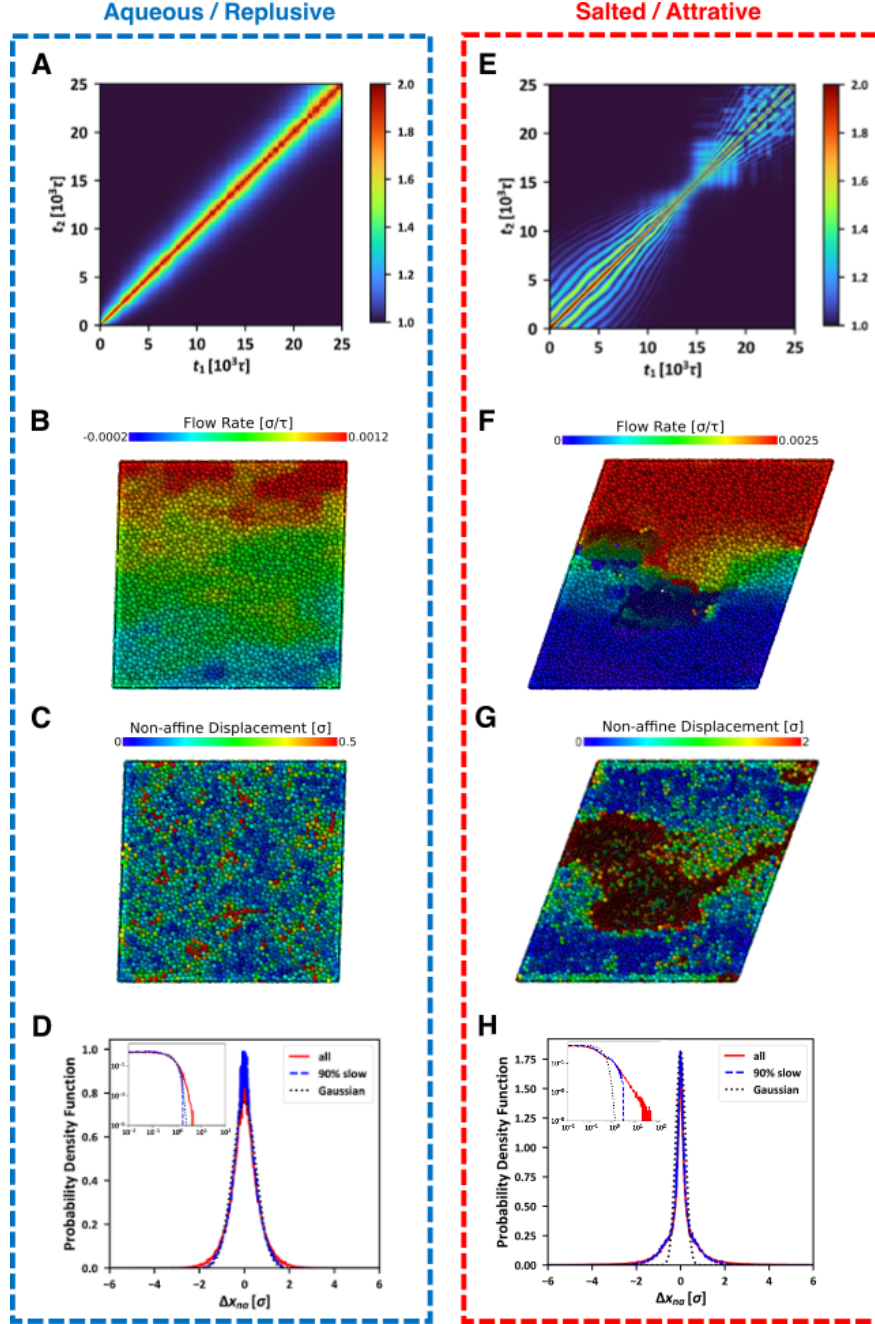 Aqueous / Replusive
A
25
20
15
10
5
0
t₂ [10³τ]
0 5 10 15 20 25
t₁ [10³τ]
2.0
1.8
1.6
1.4
1.2
1.0
B
Flow Rate [σ/τ]
-0.0002 0.0012
C
Non-affine Displacement [σ]
0 0.5
D
Probability Density Function
1.0
0.8
0.6
0.4
0.2
0.0
all
90% slow
Gaussian
−6 −4 −2 0 2 4 6
Δxₙₐ [σ]
Salted / Attrative
E
25
20
15
10
5
0
t₂ [10³τ]
0 5 10 15 20 25
t₁ [10³τ]
2.0
1.8
1.6
1.4
1.2
1.0
F
Flow Rate [σ/τ]
0 0.0025
G
Non-affine Displacement [σ]
0 2
H
Probability Density Function
1.75
1.50
1.25
1.00
0.75
0.50
0.25
0.00
all
90% slow
Gaussian
−6 −4 −2 0 2 4 6
Δxₙₐ [σ]